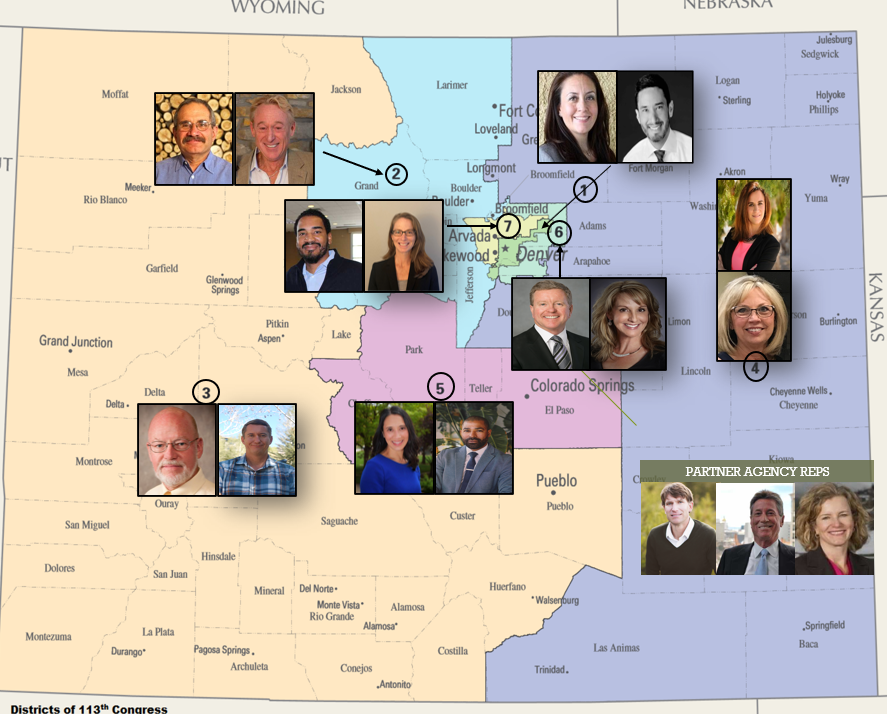 WYOMING
NEBRASKA
Julesburg
Sedgwick
Moffat
Jackson
Larimer
Logan
Sterling
Holyoke
Phillips
Fort C
Loveland
Gre
Longmont
Fort Morgan
Akron
Wray
Yuma
UT
Meeker
Rio Blanco
2
Grand
Boulder
Broomfield
1
Washi
Broomfield
7
6
Adams
Arvada
Denver
Arapahoe
Garfield
Glenwood
Springs
Jefferson
KANSAS
Dou
Limon
Burlington
Pitkin
Aspen
Lake
Park
Grand Junction
Mesa
Lincoln
4
Cheyenne Wells
Cheyenne
Delta
Delta
3
5
Teller
Colorado Springs
El Paso
Montrose
Pueblo
Pueblo
PARTNER AGENCY REPS
Ouray
San Miguel
Saguache
Custer
Dolores
San Juan
Hinsdale
Mineral
Del Norte
Monte Vista
Rio Grande
Alamosa
Alamosa
Huerfano
Walsenburg
Montezuma
La Plata
Durango
Pagosa Springs
Archuleta
Conejos
Costilla
Antonito
Las Animas
Trinidad
Springfield
Baca
Districts of 113th Congress